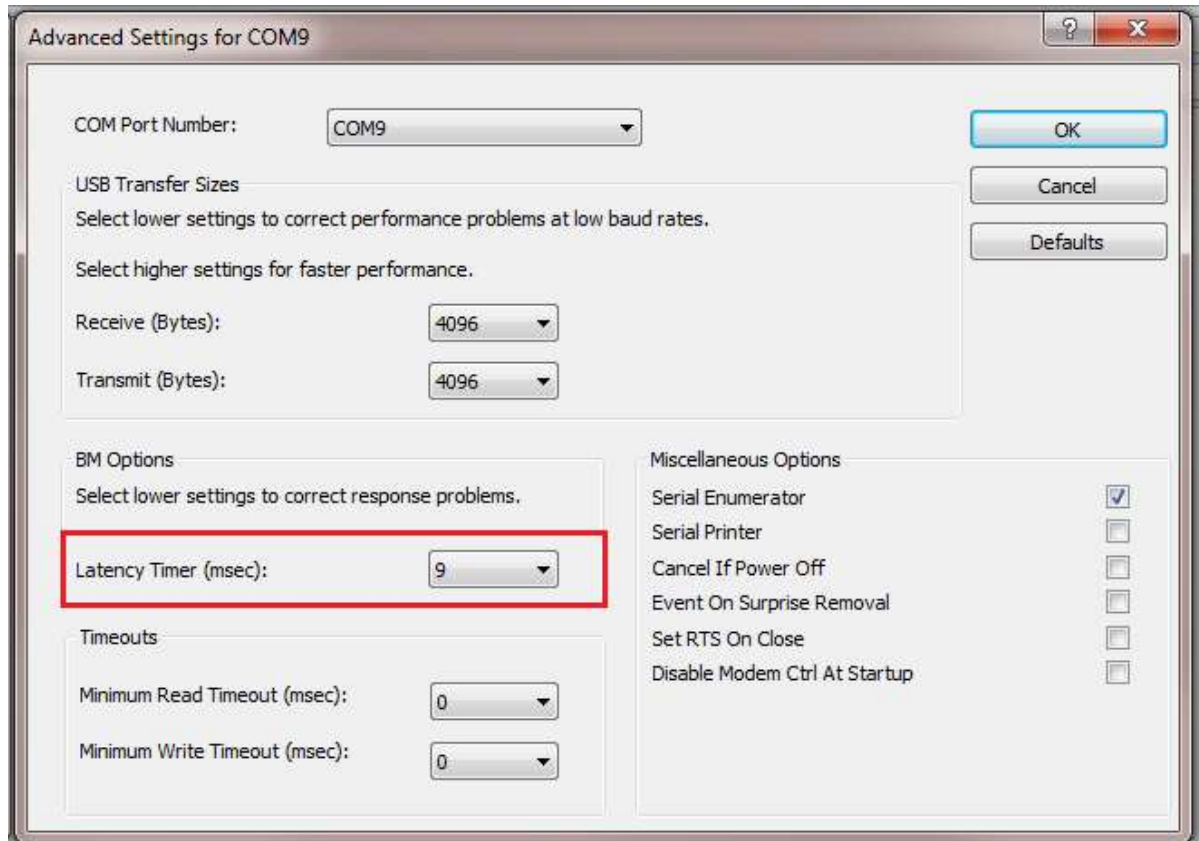 Advanced Settings for COM9
?
X
COM Port Number:
COM9
OK
USB Transfer Sizes
Cancel
Select lower settings to correct performance problems at low baud rates.
Defaults
Select higher settings for faster performance.
Receive (Bytes):
4096
Transmit (Bytes):
4096
BM Options
Select lower settings to correct response problems.
Latency Timer (msec):
9
Timeouts
Minimum Read Timeout (msec):
0
Minimum Write Timeout (msec):
0
Miscellaneous Options
Serial Enumerator
Serial Printer
Cancel If Power Off
Event On Surprise Removal
Set RTS On Close
Disable Modem Ctrl At Startup